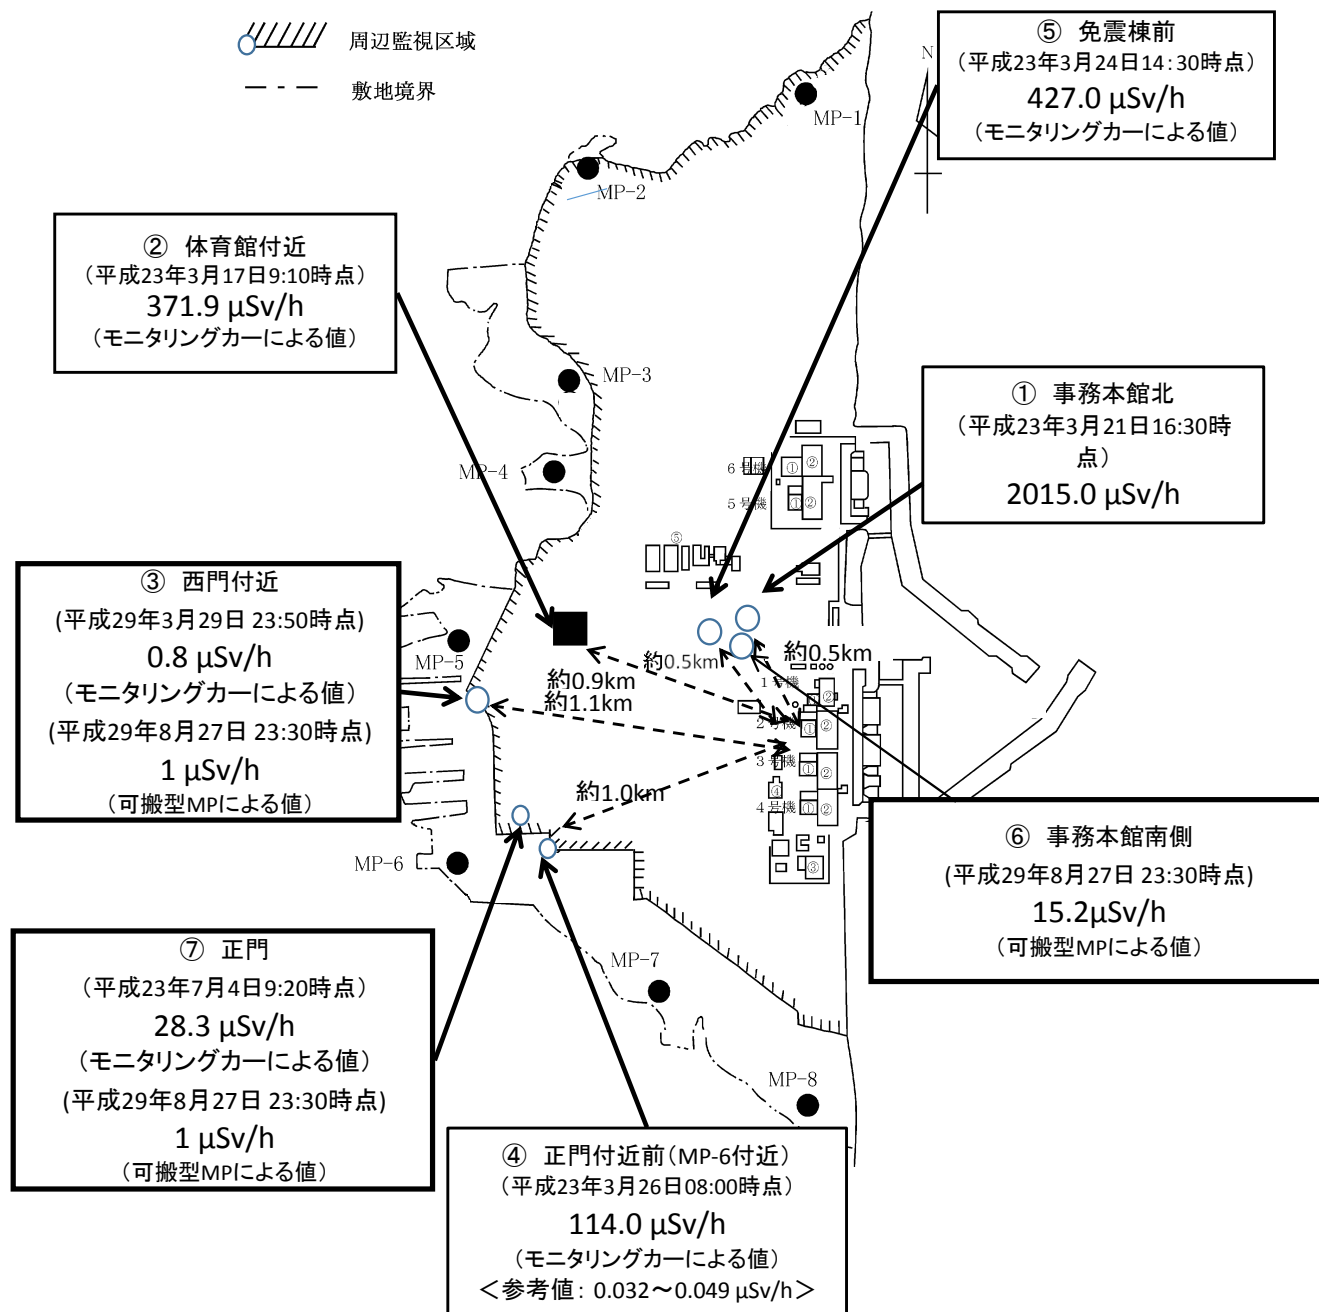 周辺監視区域
敷地境界
⑤ 免震棟前
(平成23年3月24日14:30時点)
427.0 µSv/h
(モニタリングカーによる値)
N
MP-1
MP-2
② 体育館付近
(平成23年3月17日9:10時点)
371.9 µSv/h
(モニタリングカーによる値)
MP-3
① 事務本館北
(平成23年3月21日16:30時
点)
2015.0 µSv/h
MP-4
6号機
①
②
5号機
①
②
⑤
③ 西門付近
(平成29年3月29日 23:50時点)
0.8 µSv/h
(モニタリングカーによる値)
(平成29年8月27日 23:30時点)
1 µSv/h
(可搬型MPによる値)
MP-5
約0.5km
約0.5km
約0.9km
約1.1km
1号機
②
2号機
①
②
3号機
①
②
約1.0km
④
4号機
①
②
③
MP-6
⑥ 事務本館南側
(平成29年8月27日 23:30時点)
15.2µSv/h
(可搬型MPによる値)
⑦ 正門
(平成23年7月4日9:20時点)
28.3 µSv/h
(モニタリングカーによる値)
(平成29年8月27日 23:30時点)
1 µSv/h
(可搬型MPによる値)
MP-7
MP-8
④ 正門付近前(MP-6付近)
(平成23年3月26日08:00時点)
114.0 µSv/h
(モニタリングカーによる値)
<参考値: 0.032～0.049 µSv/h>